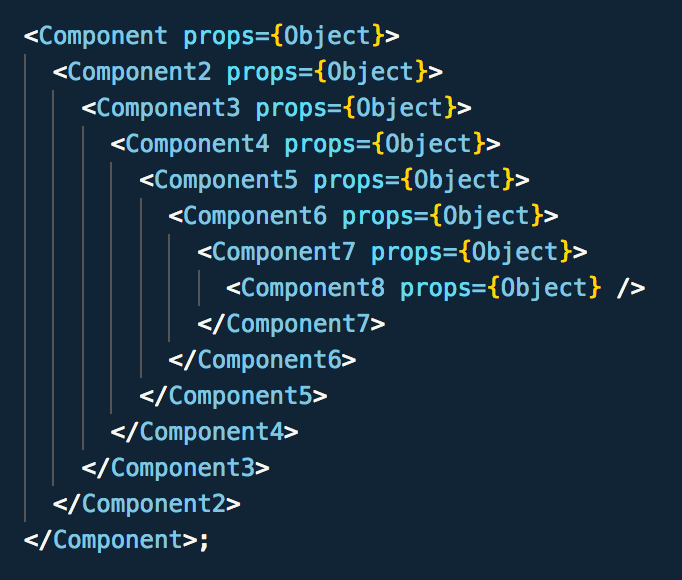 <Component props={Object}>
<Component2 props={Object}>
<Component3 props={Object}>
<Component4 props={Object}>
<Component5 props={Object}>
<Component6 props={Object}>
<Component7 props={Object}>
<Component8 props={Object} />
</Component7>
</Component6>
</Component5>
</Component4>
</Component3>
</Component2>
</Component>;